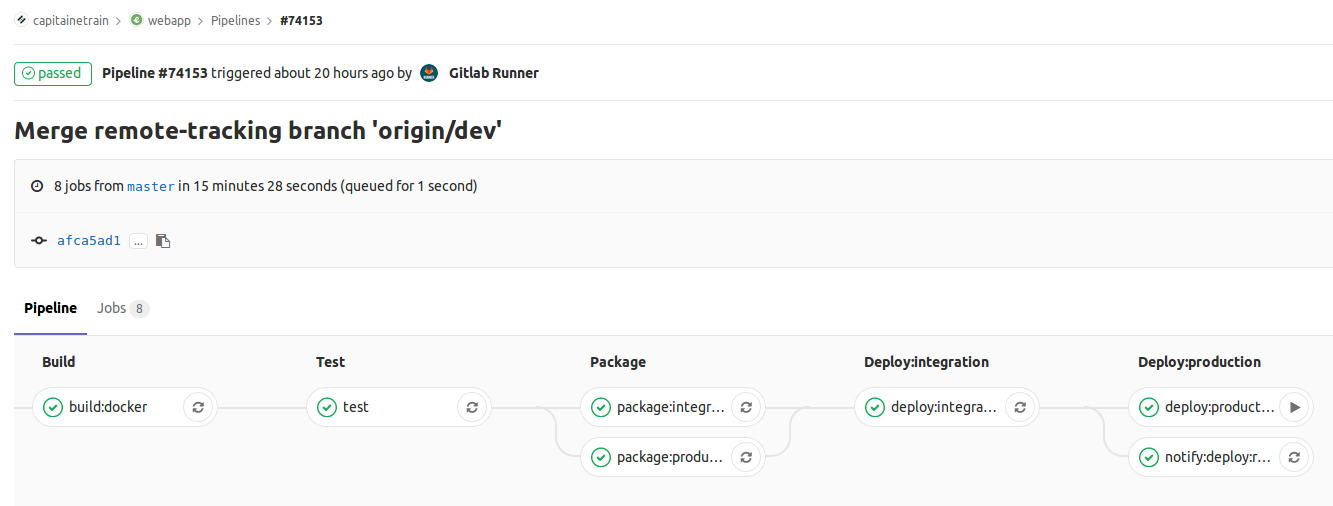 capitainetrain > webapp > Pipelines > #74153
passed Pipeline #74153 triggered about 20 hours ago by Gitlab Runner
Merge remote-tracking branch 'origin/dev'
8 jobs from master in 15 minutes 28 seconds (queued for 1 second)
afca5ad1 ...
Pipeline Jobs 8
Build Test Package Deploy:integration Deploy:production
build:docker test package:integr... deploy:integra... deploy:product...
package:produ... notify:deploy:r...